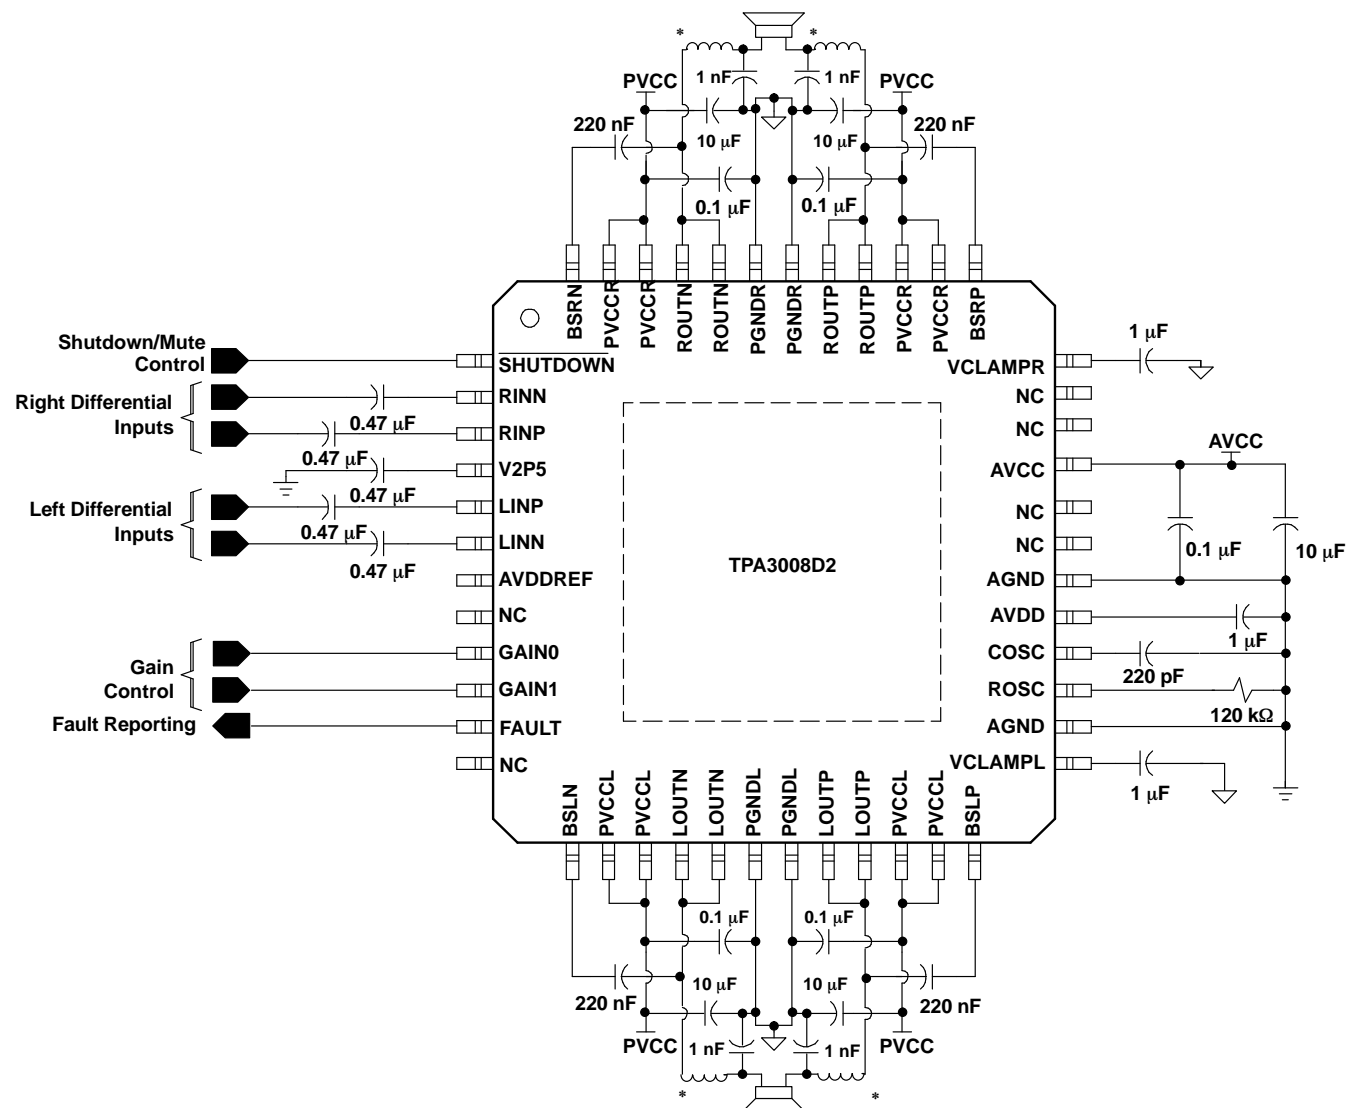 *
*
1 nF
1 nF
PVCC
PVCC
220 nF
10 μF
10 μF
220 nF
0.1 μF
0.1 μF
BSRN
PVCCR
PVCCR
ROUTN
ROUTN
PGNDR
PGNDR
ROUTP
ROUTP
PVCCR
PVCCR
BSRP
Shutdown/Mute
Control
SHUTDOWN
VCLAMPR
1 μF
Right Differential
Inputs
0.47 μF
RINN
NC
0.47 μF
RINP
NC
0.47 μF
V2P5
AVCC
AVCC
Left Differential
Inputs
0.47 μF
LINP
NC
0.47 μF
LINN
NC
0.1 μF
10 μF
TPA3008D2
AVDDREF
AGND
NC
AVDD
1 μF
Gain
Control
GAIN0
COSC
220 pF
GAIN1
ROSC
120 kΩ
Fault Reporting
FAULT
AGND
NC
VCLAMPL
1 μF
BSLN
PVCCL
PVCCL
LOUTN
LOUTN
PGNDL
PGNDL
LOUTP
LOUTP
PVCCL
PVCCL
BSLP
0.1 μF
0.1 μF
220 nF
10 μF
10 μF
220 nF
PVCC
1 nF
1 nF
PVCC
*
*